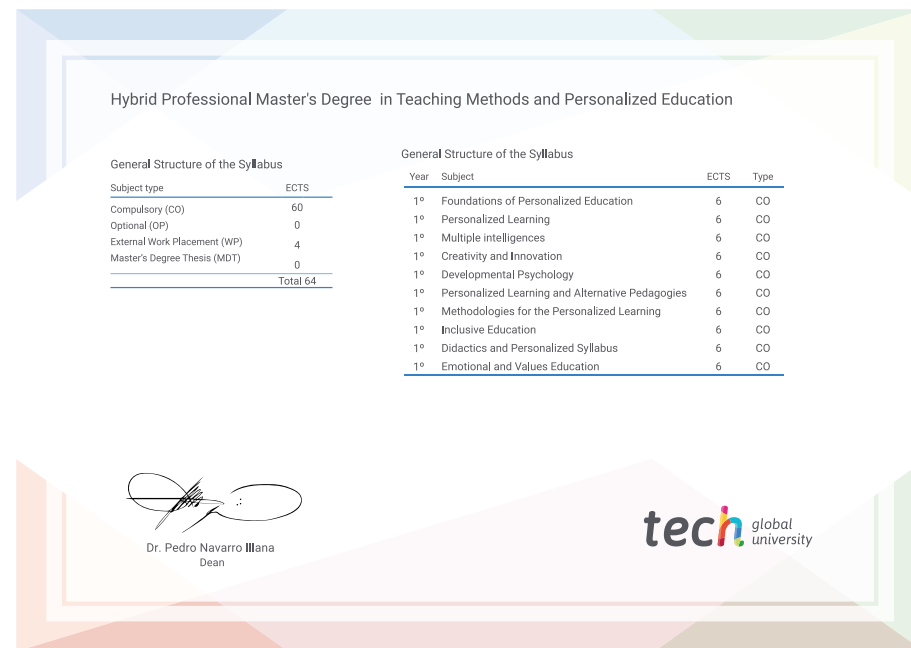 Hybrid Professional Master's Degree in Teaching Methods and Personalized Education
General Structure of the Syllabus
Subject type ECTS
Compulsory (CO) 60
Optional (OP) 0
External Work Placement (WP) 4
Master's Degree Thesis (MDT) 0
Total 64
General Structure of the Syllabus
Year Subject ECTS Type
1º Foundations of Personalized Education 6 CO
1º Personalized Learning 6 CO
1º Multiple intelligences 6 CO
1º Creativity and Innovation 6 CO
1º Developmental Psychology 6 CO
1º Personalized Learning and Alternative Pedagogies 6 CO
1º Methodologies for the Personalized Learning 6 CO
1º Inclusive Education 6 CO
1º Didactics and Personalized Syllabus 6 CO
1º Emotional and Values Education 6 CO
Dr. Pedro Navarro Illana
Dean
tech global university